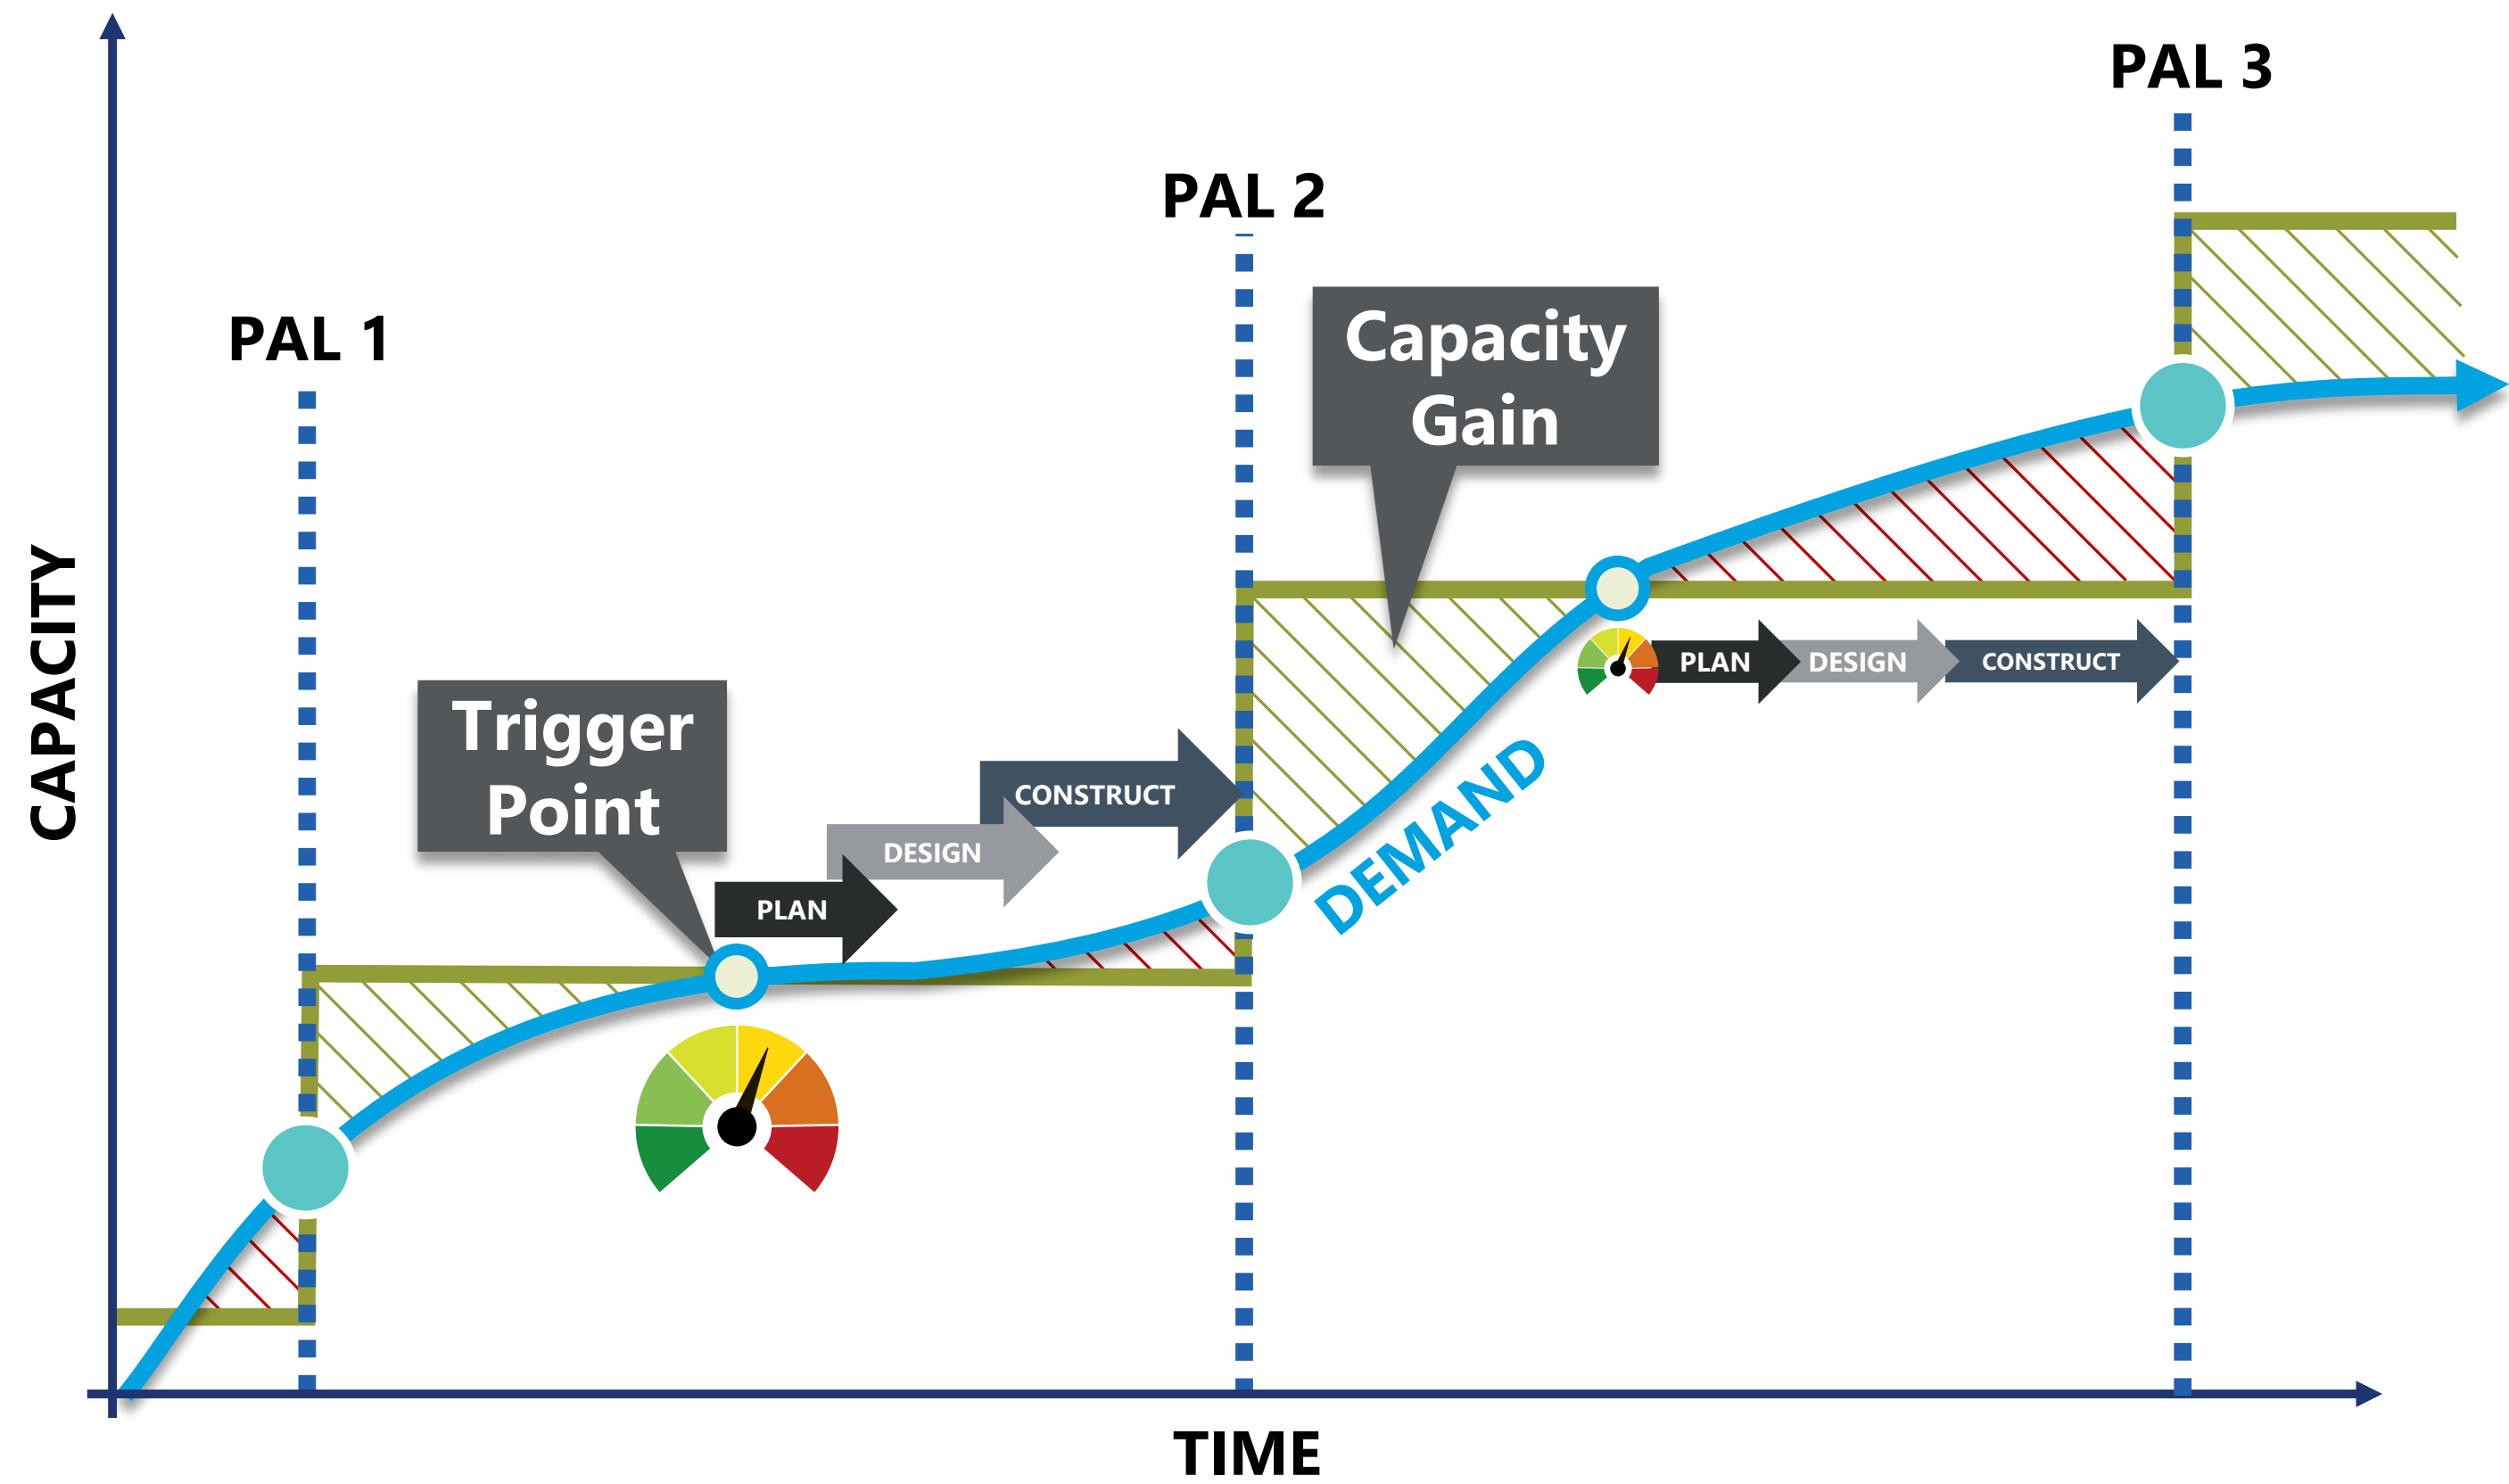 PAL 3
PAL 2
PAL 1
Capacity
Gain
CAPACITY
Trigger
Point
PLAN
DESIGN
CONSTRUCT
PLAN
DESIGN
CONSTRUCT
DEMAND
TIME